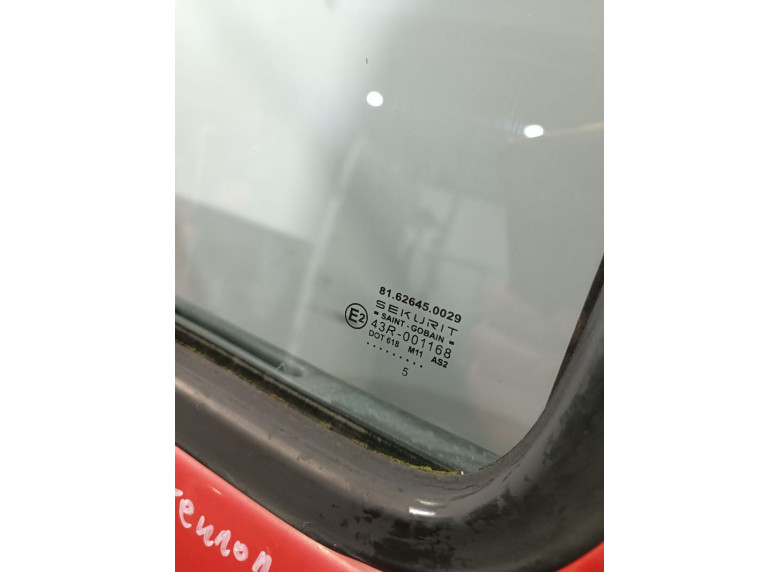 81.62645.0029
SEKURIT
- SAINT - GOBAIN -
E2
43R-001168
DOT 618 M11 AS2
.........
5